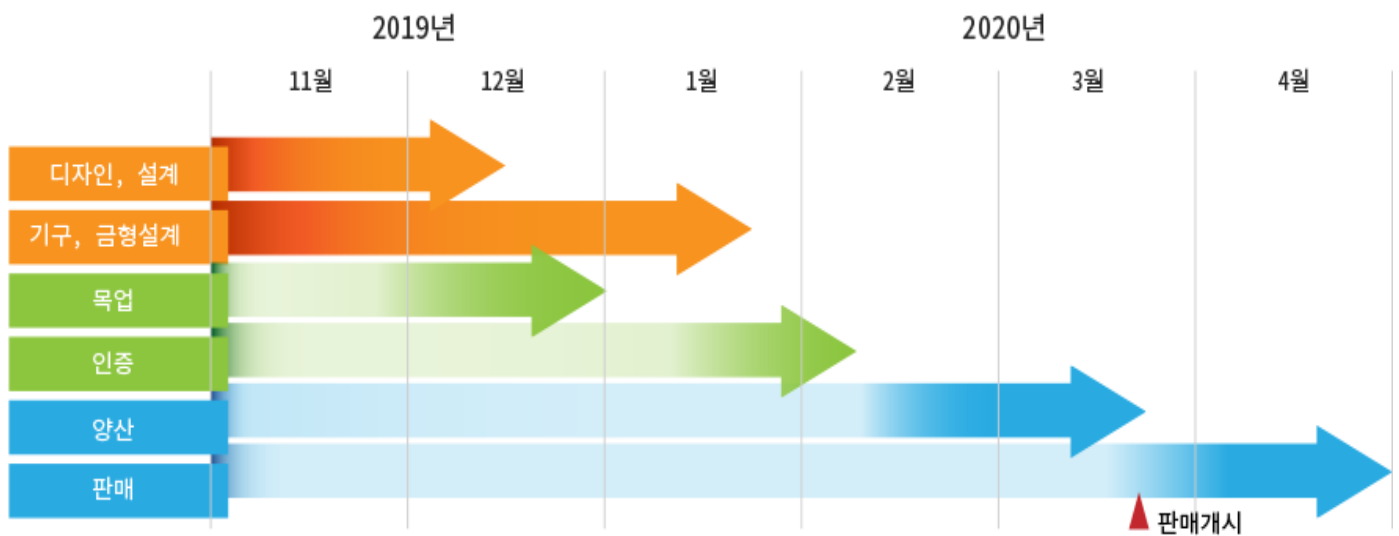 2019년 2020년
11월 12월 1월 2월 3월 4월
디자인, 설계
기구, 금형설계
목업
인증
양산
판매
판매개시